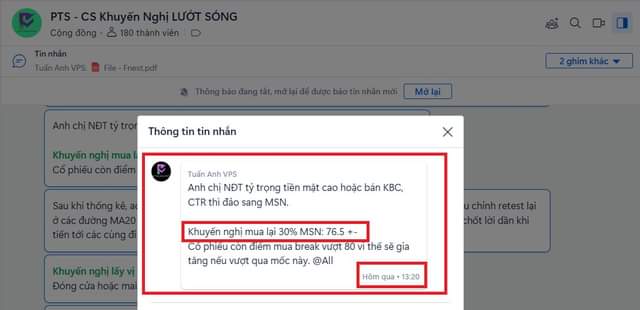 PTS - CS Khuyến Nghị LƯỚT SÓNG
Cộng đồng
180 thành viên
Tin nhắn
Tuấn Anh VPS: File - Fnest.pdf
2 ghim khác
Thông báo đang tắt, mở lại để được báo tin nhắn mới
Mở lại
Anh chị NĐT tỷ trọn
Khuyến nghị mua lạ
Cổ phiếu còn điểm
Sau khi thống kê, ac
ở các đường MA20
tiến tới các cùng đi
u chỉnh retest lại
chốt lời dần khi
Khuyến nghị lấy vị
Đóng cửa hoặc mai
Thông tin tin nhắn
Tuấn Anh VPS
Anh chị NĐT tỷ trọng tiền mặt cao hoặc bán KBC,
CTR thì đảo sang MSN.
Khuyến nghị mua lại 30% MSN: 76.5 +-
Cổ phiếu còn điểm mua break vượt 80 vì thế sẽ gia
tăng nếu vượt qua mốc này. @All
Hôm qua • 13:20